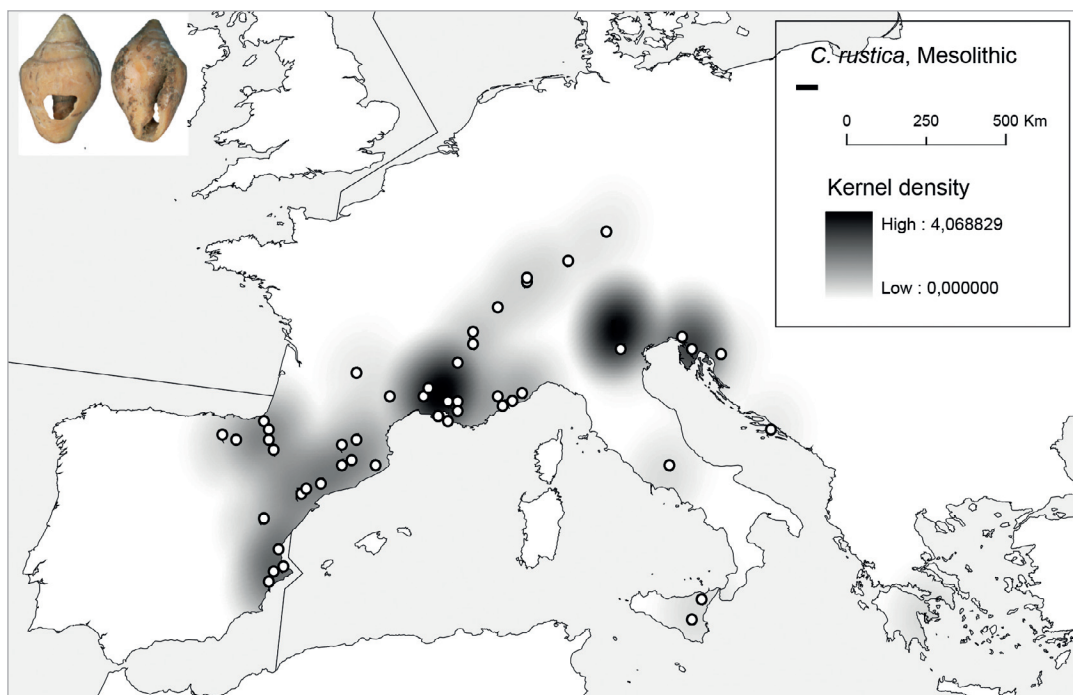 C. rustica, Mesolithic
0 250 500 Km
Kernel density
High : 4,068829
Low : 0,000000